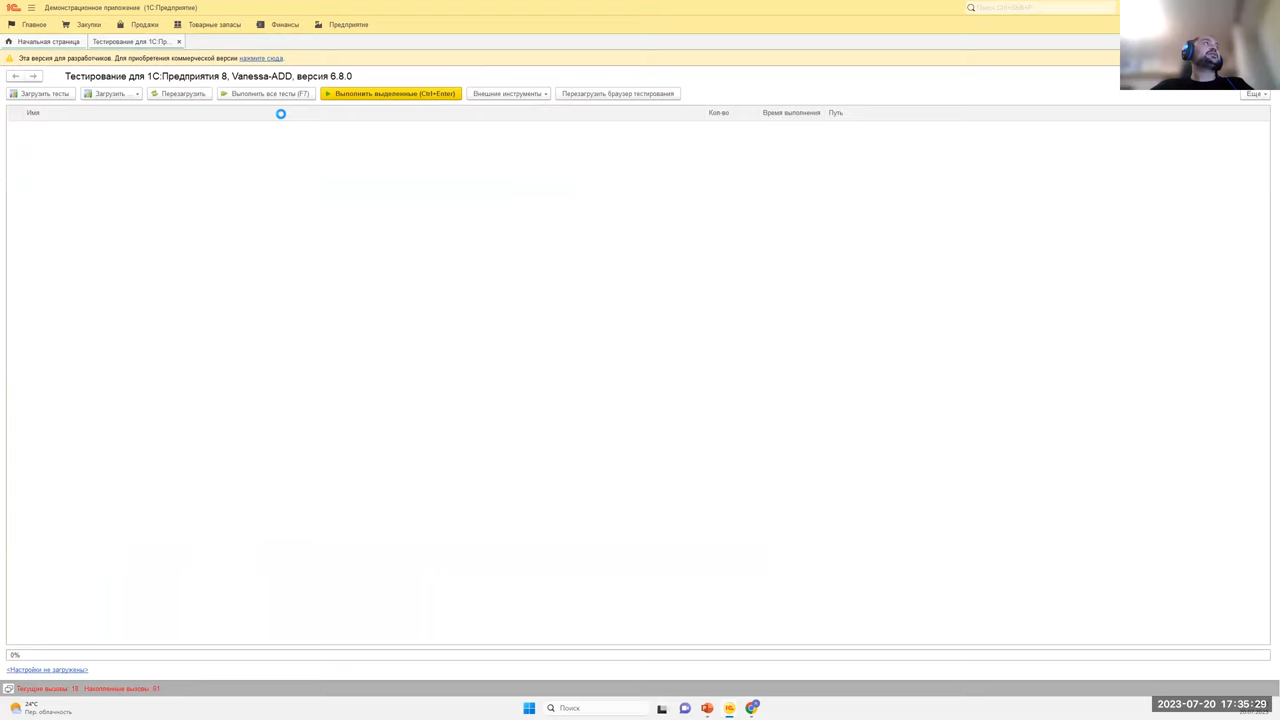 Демонстрационное приложение (1С:Предприятие)
Поиск Ctrl+Shift+F
Главное Закупки Продажи Товарные запасы Финансы Предприятие
Начальная страница Тестирование для 1С:Пр... ×
Эта версия для разработчиков. Для приобретения коммерческой версии нажмите сюда.
Тестирование для 1С:Предприятия 8, Vanessa-ADD, версия 6.8.0
Загрузить тесты Загрузить ... Перезагрузить Выполнить все тесты (F7) Выполнить выделенные (Ctrl+Enter) Внешние инструменты Перезагрузить браузер тестирования Еще
Имя Кол-во Время выполнения Путь
0%
<Настройки не загружены>
Текущие вызовы: 18 Накопленные вызовы: 91
24°C
Пер. облачность
Поиск
2023-07-20 17:35:29